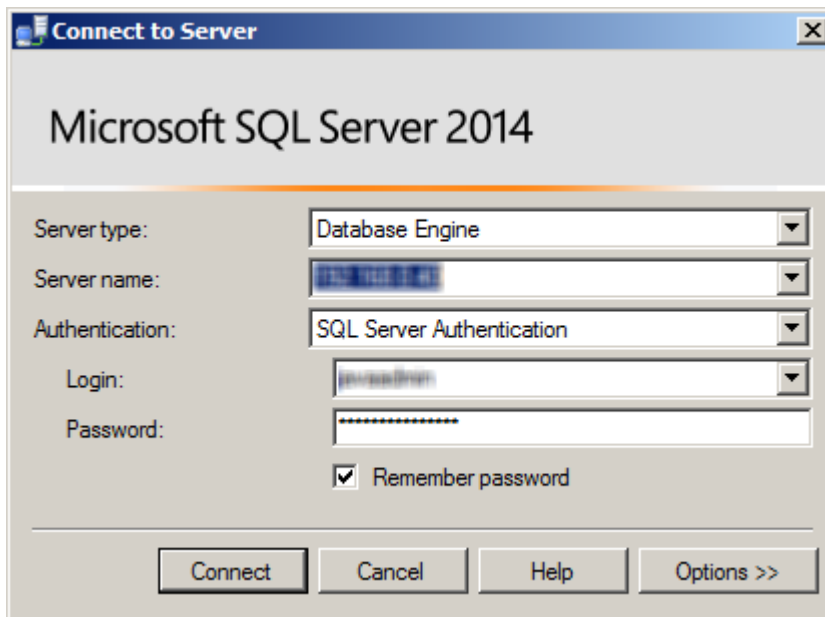 Connect to Server
Microsoft SQL Server 2014
Server type: Database Engine
Server name:
Authentication: SQL Server Authentication
Login:
Password: ***************
Remember password
Connect Cancel Help Options >>